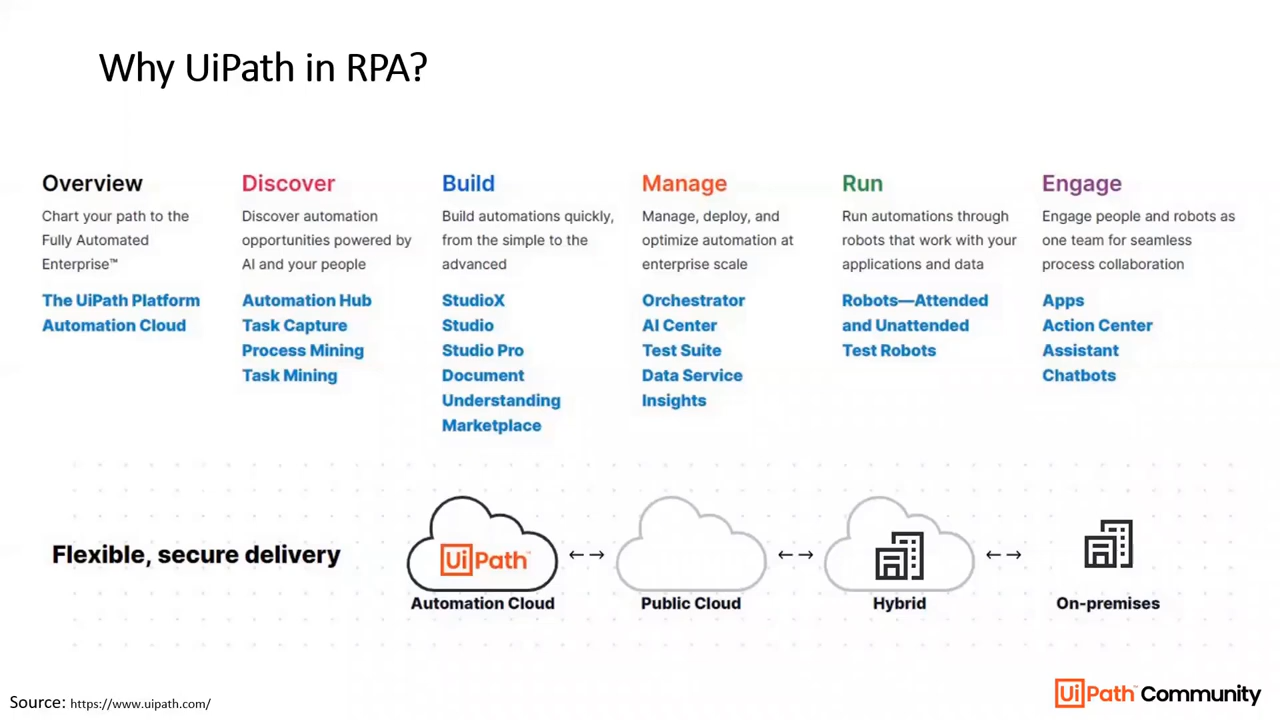 Why UiPath in RPA?
Overview
Chart your path to the
Fully Automated
Enterprise™
The UiPath Platform
Automation Cloud
Discover
Discover automation
opportunities powered by
AI and your people
Automation Hub
Task Capture
Process Mining
Task Mining
Build
Build automations quickly,
from the simple to the
advanced
StudioX
Studio
Studio Pro
Document
Understanding
Marketplace
Manage
Manage, deploy, and
optimize automation at
enterprise scale
Orchestrator
AI Center
Test Suite
Data Service
Insights
Run
Run automations through
robots that work with your
applications and data
Robots—Attended
and Unattended
Test Robots
Engage
Engage people and robots as
one team for seamless
process collaboration
Apps
Action Center
Assistant
Chatbots
Flexible, secure delivery
UiPath™
Automation Cloud
Public Cloud
Hybrid
On-premises
Source: https://www.uipath.com/
UiPath™ Community